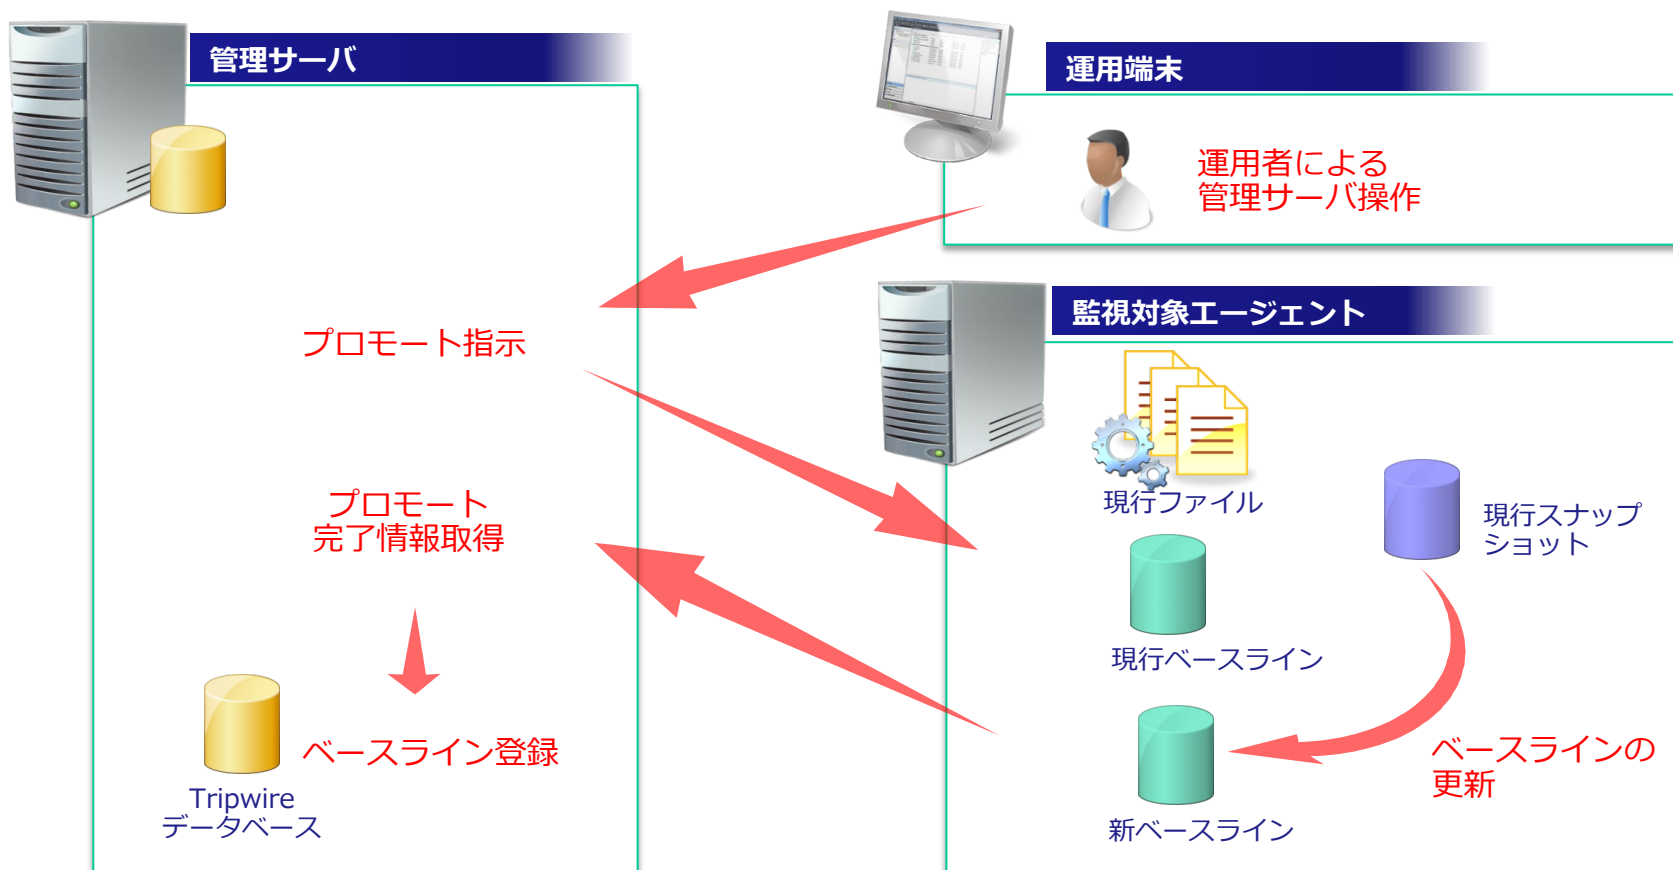 管理サーバ
運用端末
運用者による
管理サーバ操作
監視対象エージェント
プロモート指示
現行ファイル
プロモート
完了情報取得
現行スナップ
ショット
現行ベースライン
ベースライン登録
ベースラインの
更新
Tripwire
データベース
新ベースライン